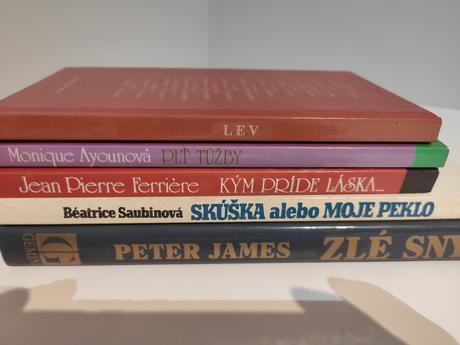 LEV
Monique Ayounová PLŤ TÚŽBY
Jean Pierre Ferrière KÝM PRÍDE LÁSKA...
Béatrice Saubinová SKÚŠKA alebo MOJE PEKLO
PETER JAMES ZLÉ SNY